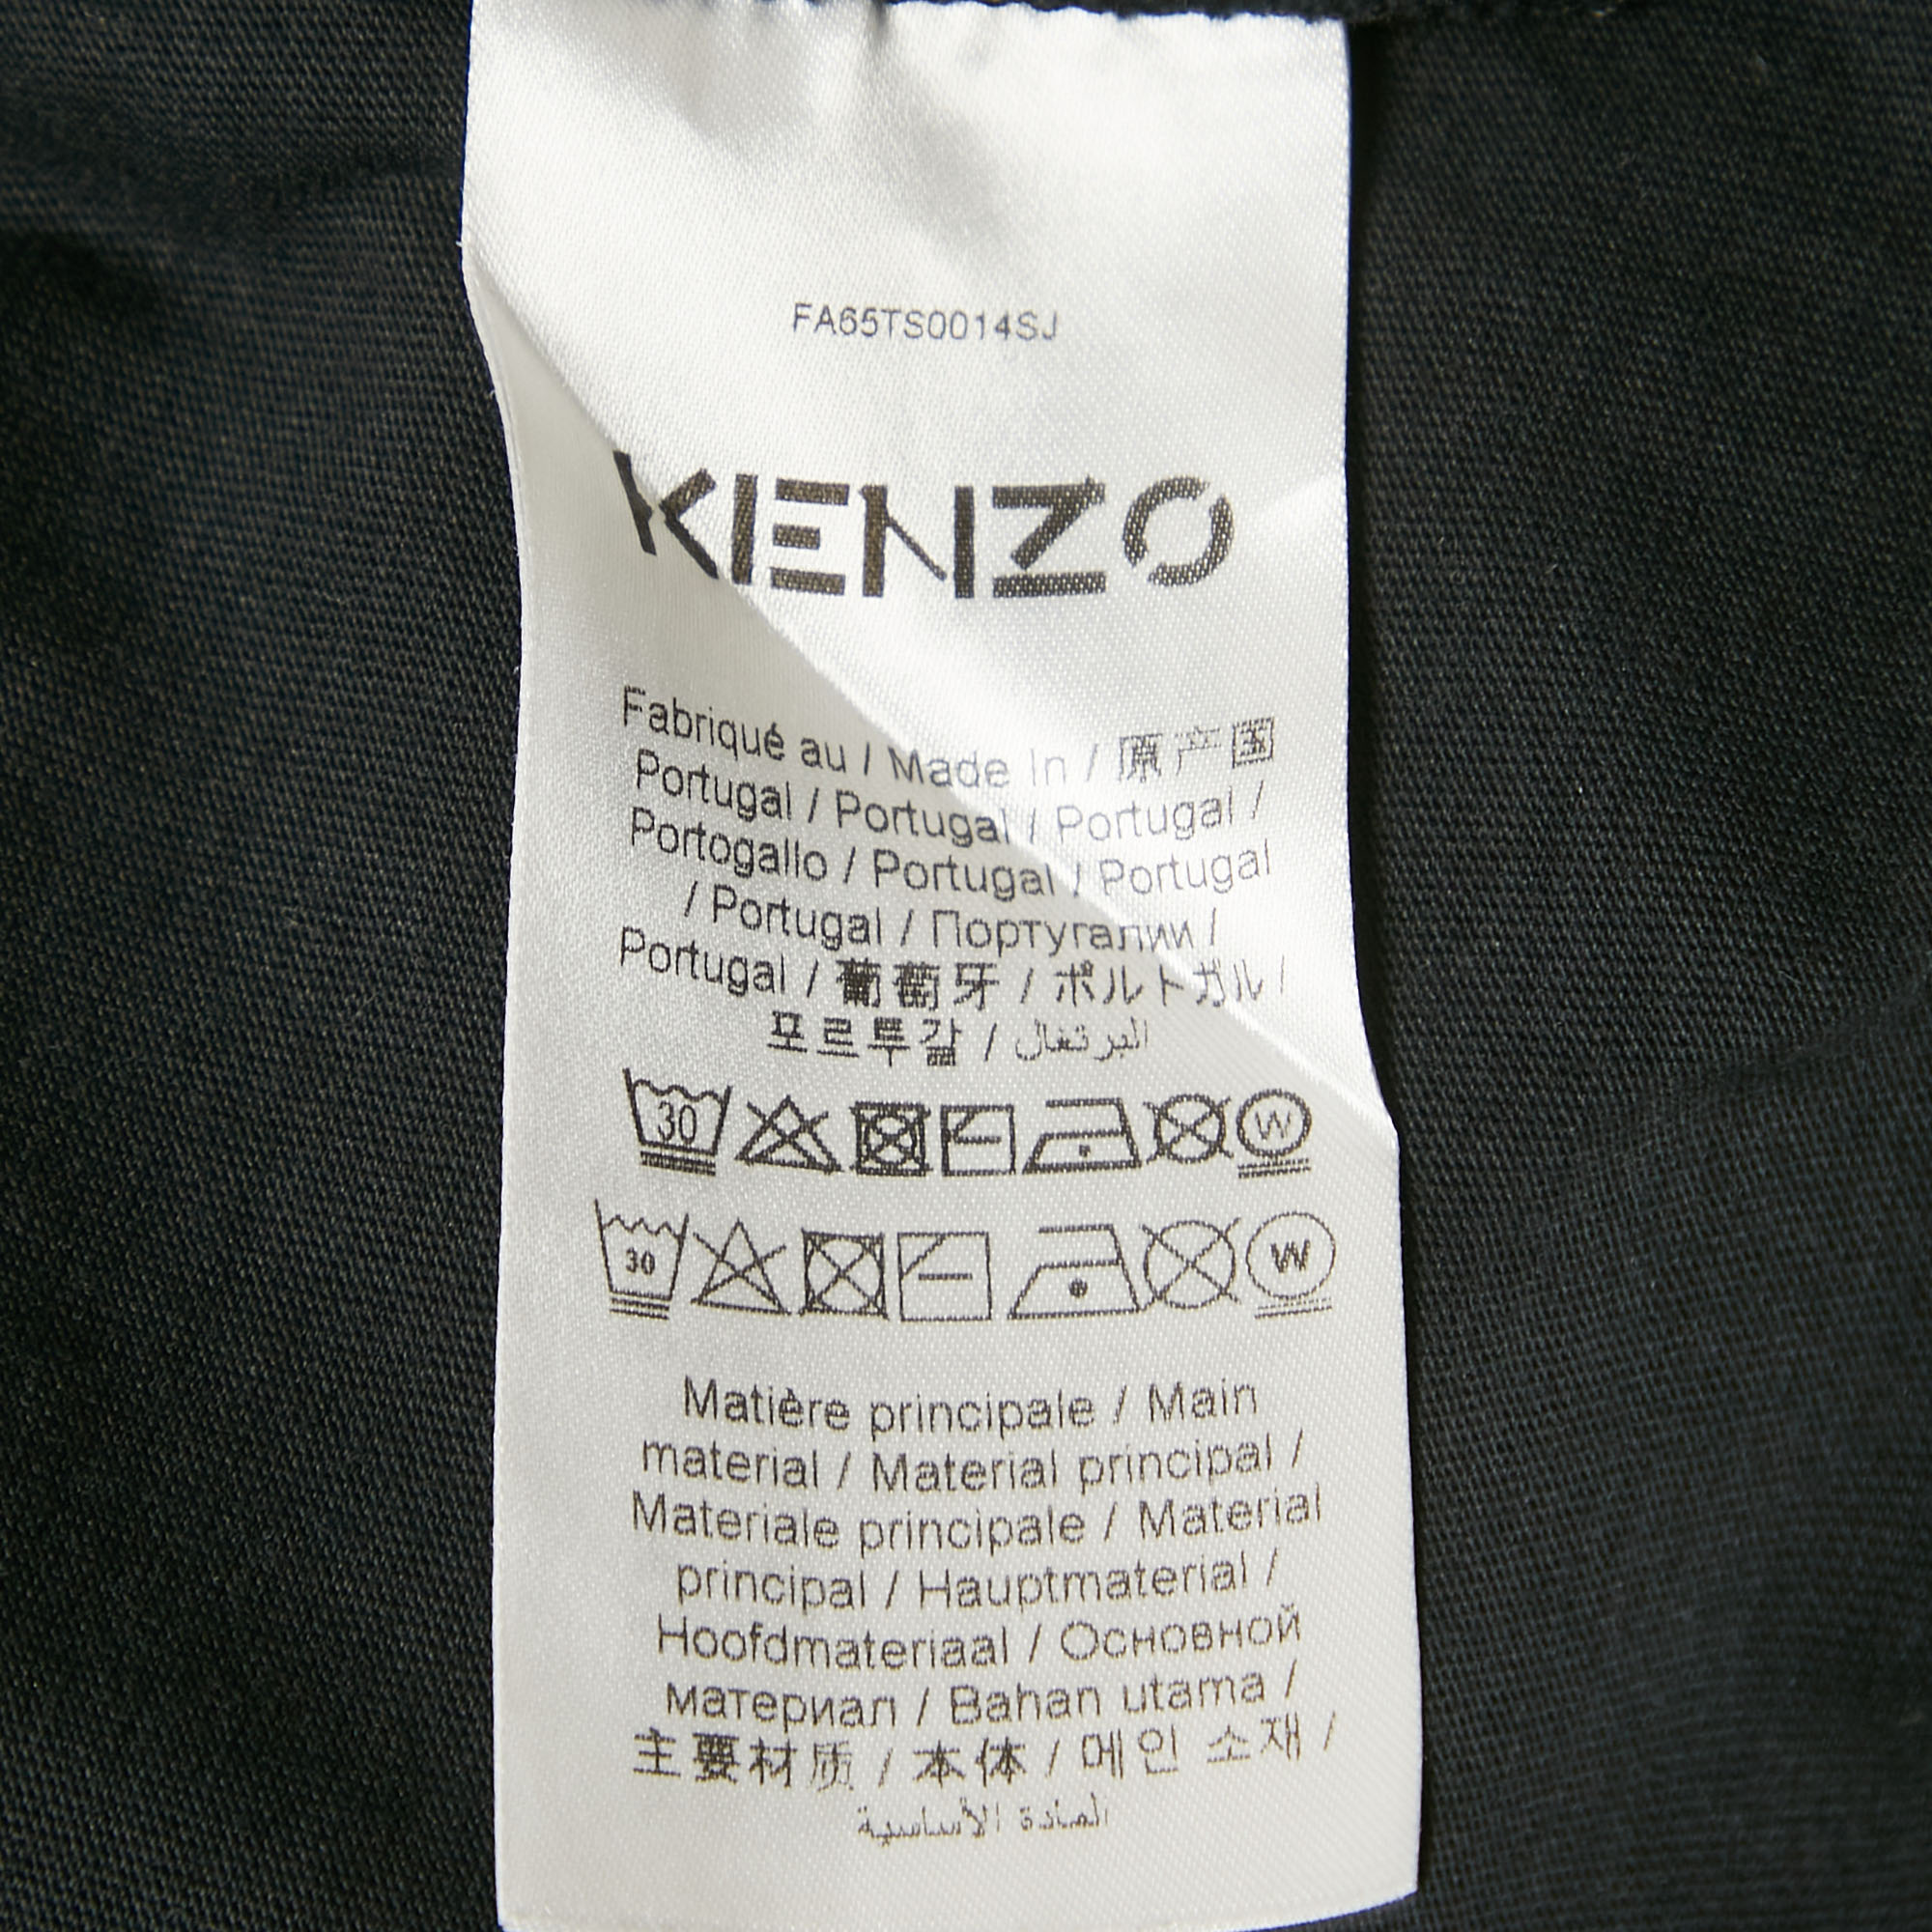 FA65TS0014SJ
KENZO
Fabriqué au / Made In / 原产国
Portugal / Portugal / Portugal /
Portogallo / Portugal / Portugal
/ Portugal / Португалии /
Portugal / 葡萄牙 / ポルトガル /
포르투갈 / البرتغال
30 W
30 W
Matière principale / Main
material / Material principal /
Materiale principale / Material
principal / Hauptmaterial /
Hoofdmateriaal / Основной
материал / Bahan utama /
主要材质 / 本体 / 메인 소재 /
المادة الأساسية